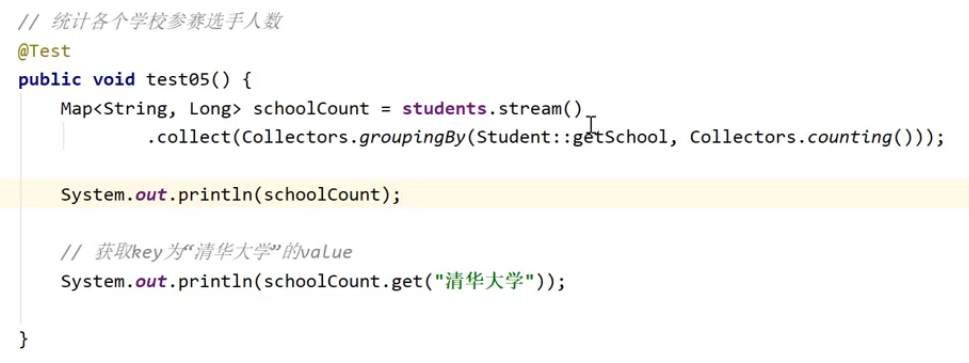 // 统计各个学校参赛选手人数
@Test
public void test05() {
Map<String, Long> schoolCount = students.stream()
.collect(Collectors.groupingBy(Student::getSchool, Collectors.counting()));
System.out.println(schoolCount);
// 获取key为“清华大学”的value
System.out.println(schoolCount.get("清华大学"));
}